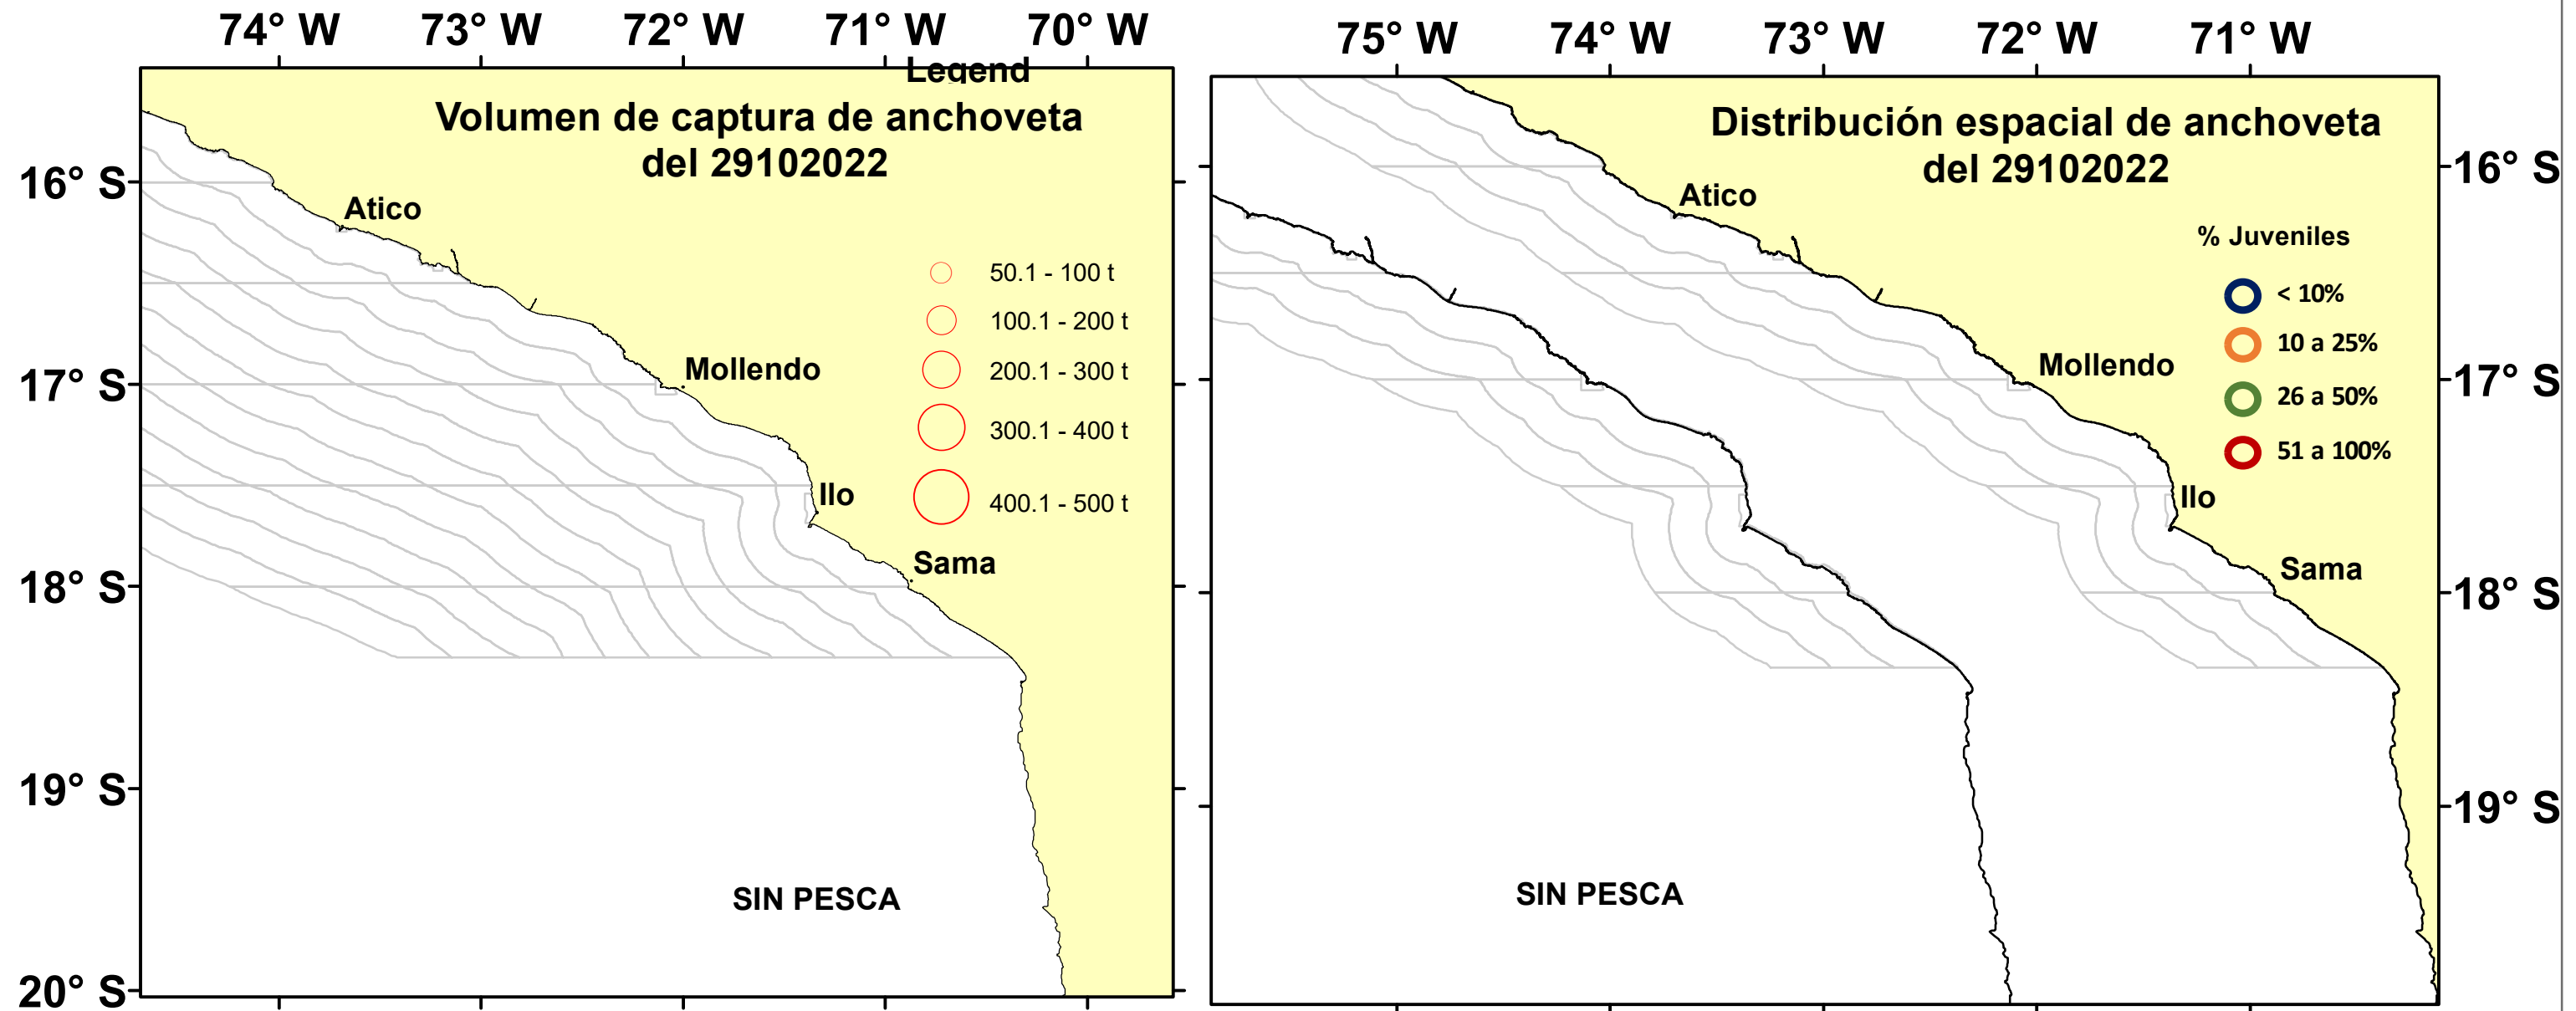 74° W 73° W 72° W 71° W 70° W
Legend
Volumen de captura de anchoveta
del 29102022
16° S
Atico
50.1 - 100 t
100.1 - 200 t
Mollendo
200.1 - 300 t
17° S
300.1 - 400 t
Ilo
400.1 - 500 t
Sama
18° S
19° S
SIN PESCA
20° S
75° W 74° W 73° W 72° W 71° W
Distribución espacial de anchoveta
del 29102022
16° S
Atico
% Juveniles
< 10%
10 a 25%
Mollendo
17° S
26 a 50%
51 a 100%
Ilo
Sama
18° S
19° S
SIN PESCA